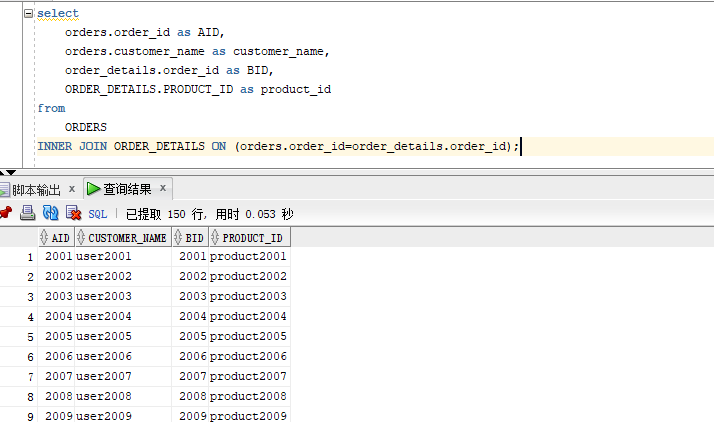 select
orders.order_id as AID,
orders.customer_name as customer_name,
order_details.order_id as BID,
ORDER_DETAILS.PRODUCT_ID as product_id
from
ORDERS
INNER JOIN ORDER_DETAILS ON (orders.order_id=order_details.order_id);
脚本输出 x 查询结果 x
SQL | 已提取 150 行, 用时 0.053 秒
AID CUSTOMER_NAME BID PRODUCT_ID
1 2001 user2001 2001 product2001
2 2002 user2002 2002 product2002
3 2003 user2003 2003 product2003
4 2004 user2004 2004 product2004
5 2005 user2005 2005 product2005
6 2006 user2006 2006 product2006
7 2007 user2007 2007 product2007
8 2008 user2008 2008 product2008
9 2009 user2009 2009 product2009